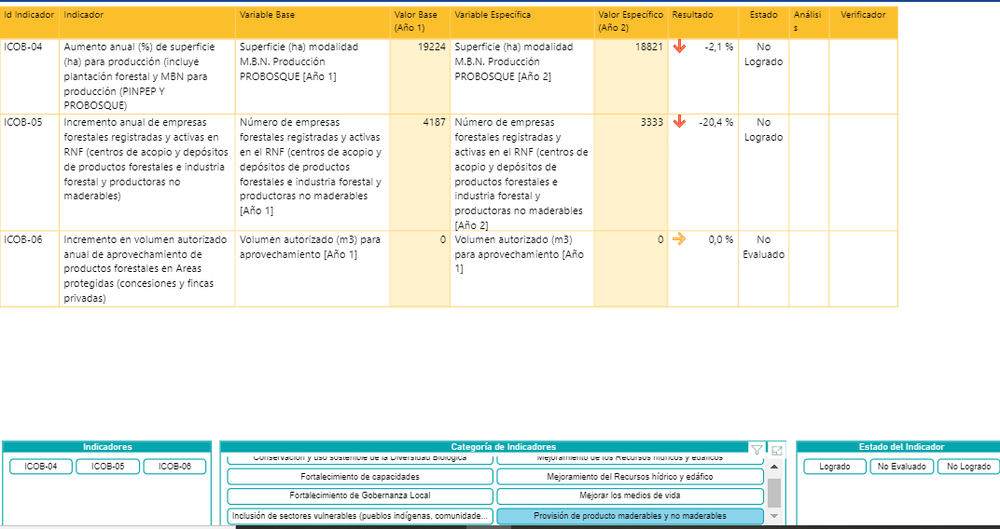 Id Indicador Indicador Variable Base Valor Base Variable Específica Valor Específico Resultado Estado Análisi Verificador
(Año 1) (Año 2) s
ICOB-04 Aumento anual (%) de superficie Superficie (ha) modalidad 19224 Superficie (ha) modalidad 18821 -2,1 % No
(ha) para producción (incluye M.B.N. Producción M.B.N. Producción Logrado
plantación forestal y MBN para PROBOSQUE [Año 1] PROBOSQUE [Año 2]
producción (PINPEP Y
PROBOSQUE)
ICOB-05 Incremento anual de empresas Número de empresas 4187 Número de empresas 3333 -20,4 % No
forestales registradas y activas en forestales registradas y activas forestales registradas y Logrado
RNF (centros de acopio y depósitos en el RNF (centros de acopio y activas en el RNF (centros de
de productos forestales e industria depósitos de productos acopio y depósitos de
forestal y productoras no forestales e industria forestal y productos forestales e
maderables) productoras no maderables industria forestal y
[Año 1] productoras no maderables
[Año 2]
ICOB-06 Incremento en volumen autorizado Volumen autorizado (m3) para 0 Volumen autorizado (m3) 0 0,0 % No
anual de aprovechamiento de aprovechamiento [Año 1] para aprovechamiento [Año Evaluado
productos forestales en Areas 1]
protegidas (concesiones y fincas
privadas)
Indicadores Categoría de Indicadores Estado del Indicador
Conservación y uso sostenible de la Diversidad Biológica Mejoramiento de los Recursos hídricos y edáficos
ICOB-04 ICOB-05 ICOB-06 Logrado No Evaluado No Logrado
Fortalecimiento de capacidades Mejoramiento del Recursos hídrico y edáfico
Fortalecimiento de Gobernanza Local Mejorar los medios de vida
Inclusión de sectores vulnerables (pueblos indígenas, comunidade... Provisión de producto maderables y no maderables